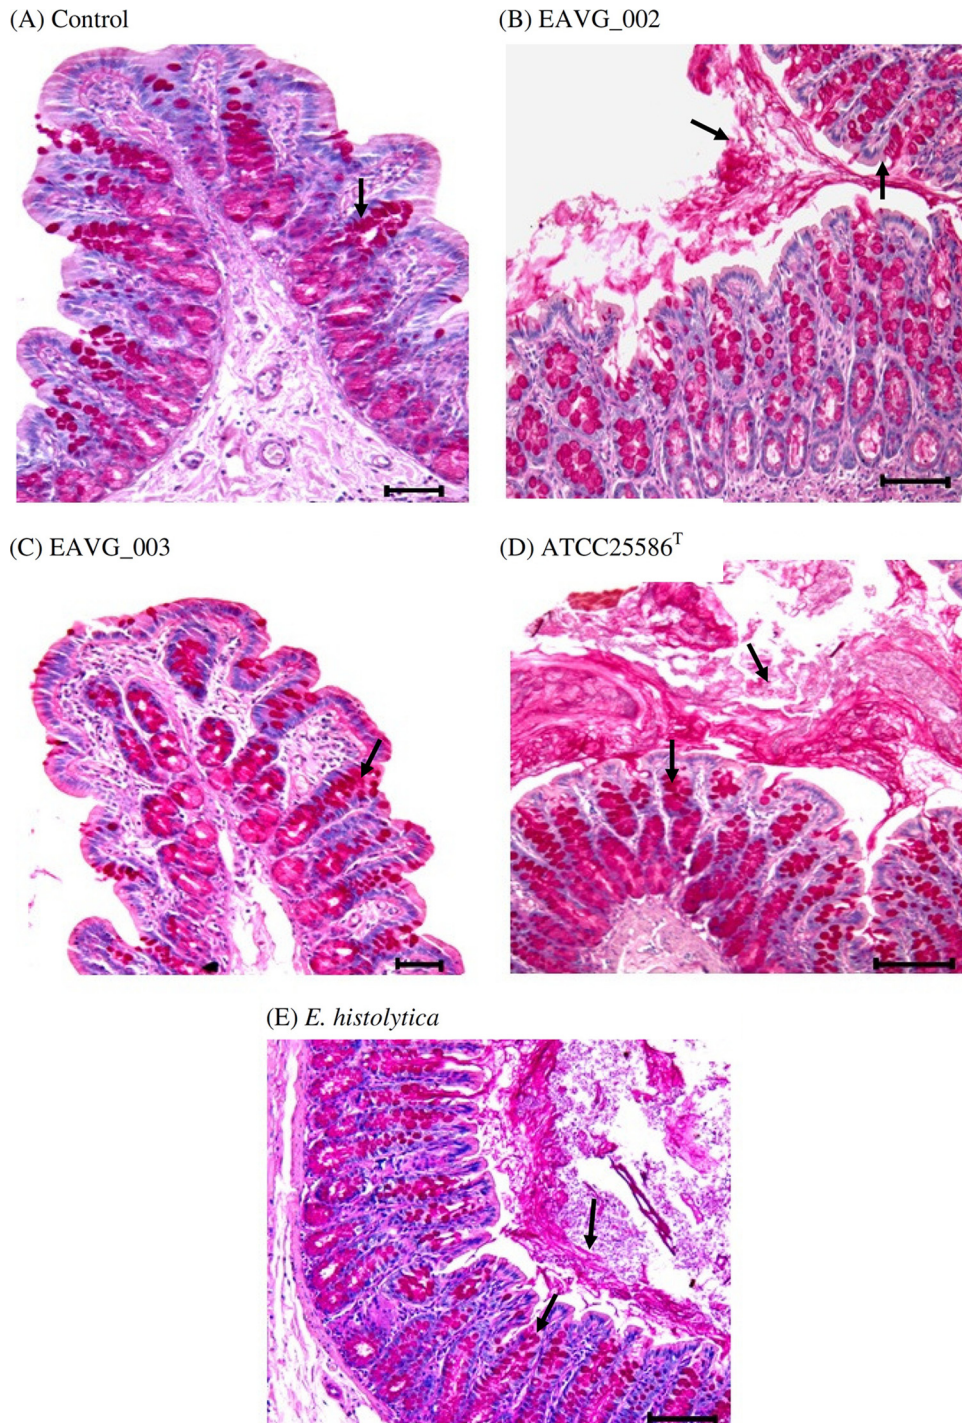 (A) Control
(B) EAVG_002
(C) EAVG_003
(D) ATCC25586ᵀ
(E) E. histolytica